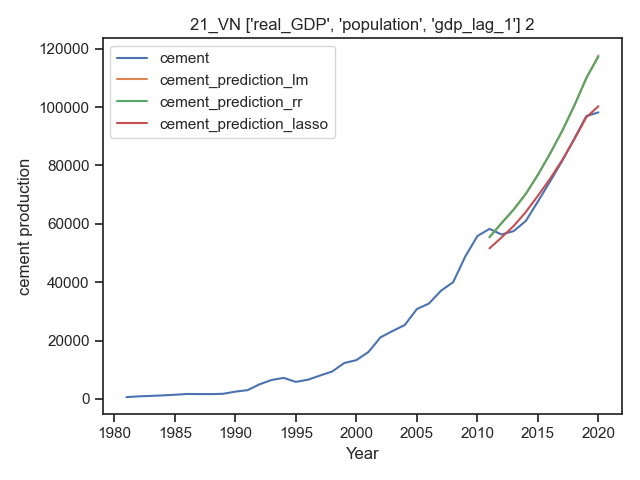 21_VN ['real_GDP', 'population', 'gdp_lag_1'] 2
cement
cement_prediction_lm
cement_prediction_rr
cement_prediction_lasso
120000
100000
80000
60000
40000
20000
0
cement production
1980 1985 1990 1995 2000 2005 2010 2015 2020
Year